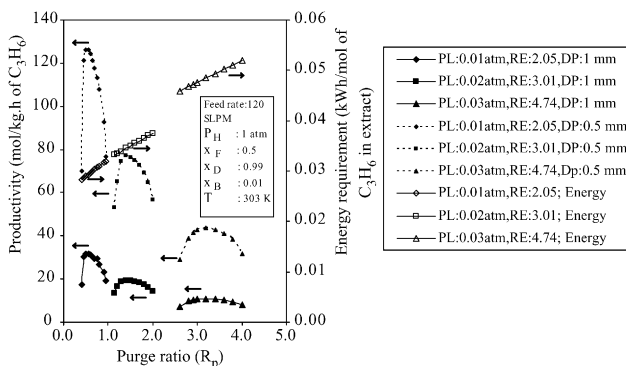 Productivity (mol/kg.h of C3H6)
140
120
100
80
60
40
20
0
0.0
1.0
2.0
3.0
4.0
5.0
Purge ratio (Rp)
0.06
0.05
0.04
0.03
0.02
0.01
0.00
Energy requirement (kWh/mol of
C3H6 in extract)
Feed rate:120
SLPM
PH : 1 atm
xF : 0.5
xD : 0.99
xB : 0.01
T : 303 K
PL:0.01atm,RE:2.05,DP:1 mm
PL:0.02atm,RE:3.01,DP:1 mm
PL:0.03atm,RE:4.74,DP:1 mm
PL:0.01atm,RE:2.05,DP:0.5 mm
PL:0.02atm,RE:3.01,DP:0.5 mm
PL:0.03atm,RE:4.74,Dp:0.5 mm
PL:0.01atm,RE:2.05; Energy
PL:0.02atm,RE:3.01; Energy
PL:0.03atm,RE:4.74; Energy